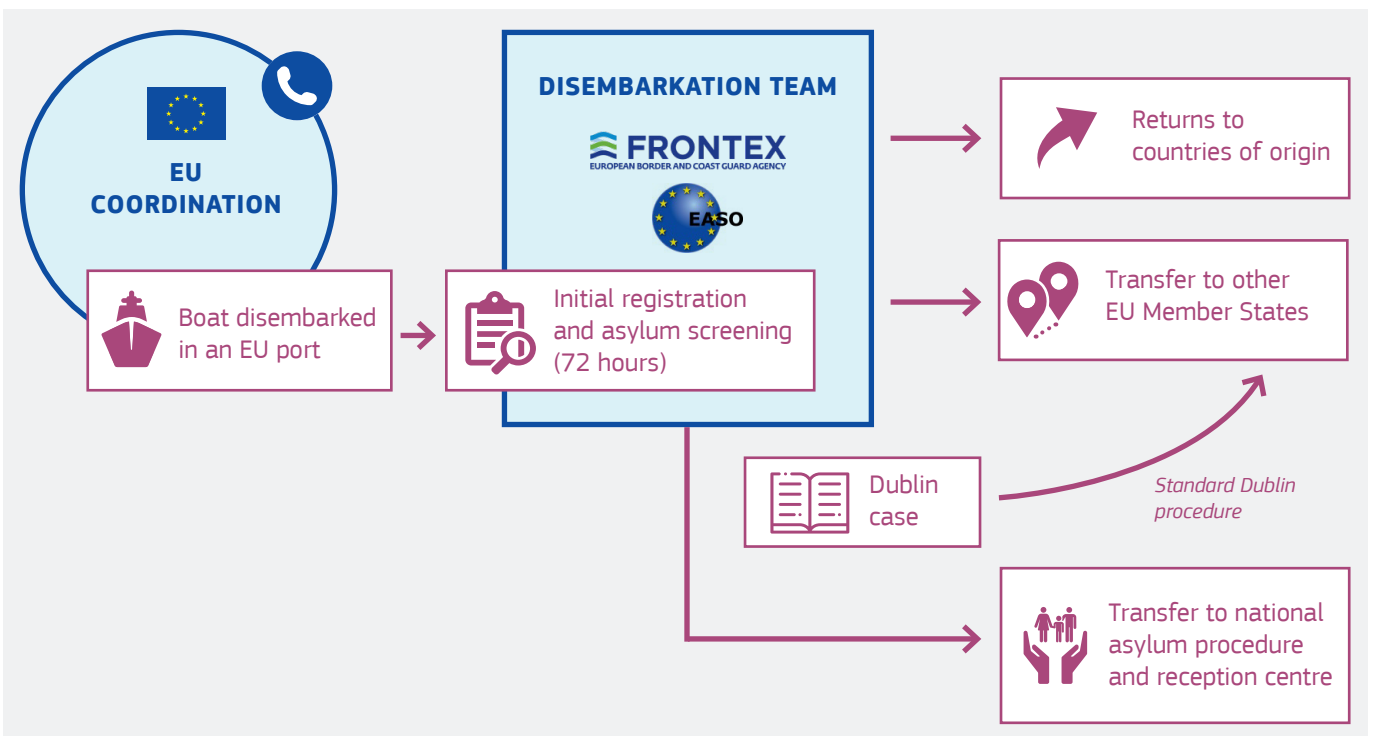 EU
COORDINATION
Boat disembarked
in an EU port
DISEMBARKATION TEAM
FRONTEX
EUROPEAN BORDER AND COAST GUARD AGENCY
EASO
Initial registration
and asylum screening
(72 hours)
Returns to
countries of origin
Transfer to other
EU Member States
Dublin
case
Standard Dublin
procedure
Transfer to national
asylum procedure
and reception centre